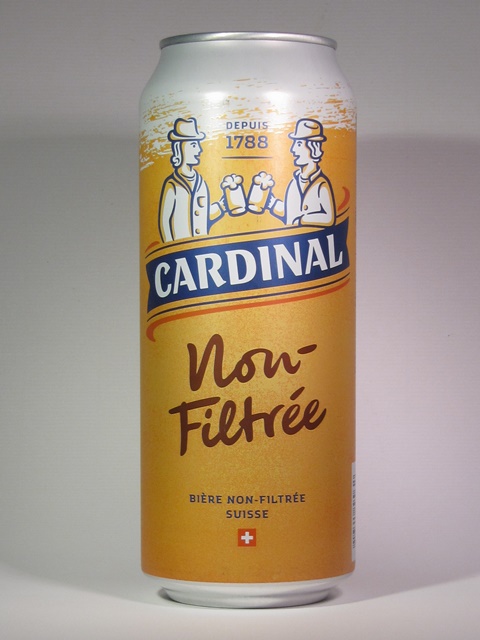 DEPUIS
1788
CARDINAL
Non-
Filtrée
BIÈRE NON-FILTRÉE
SUISSE